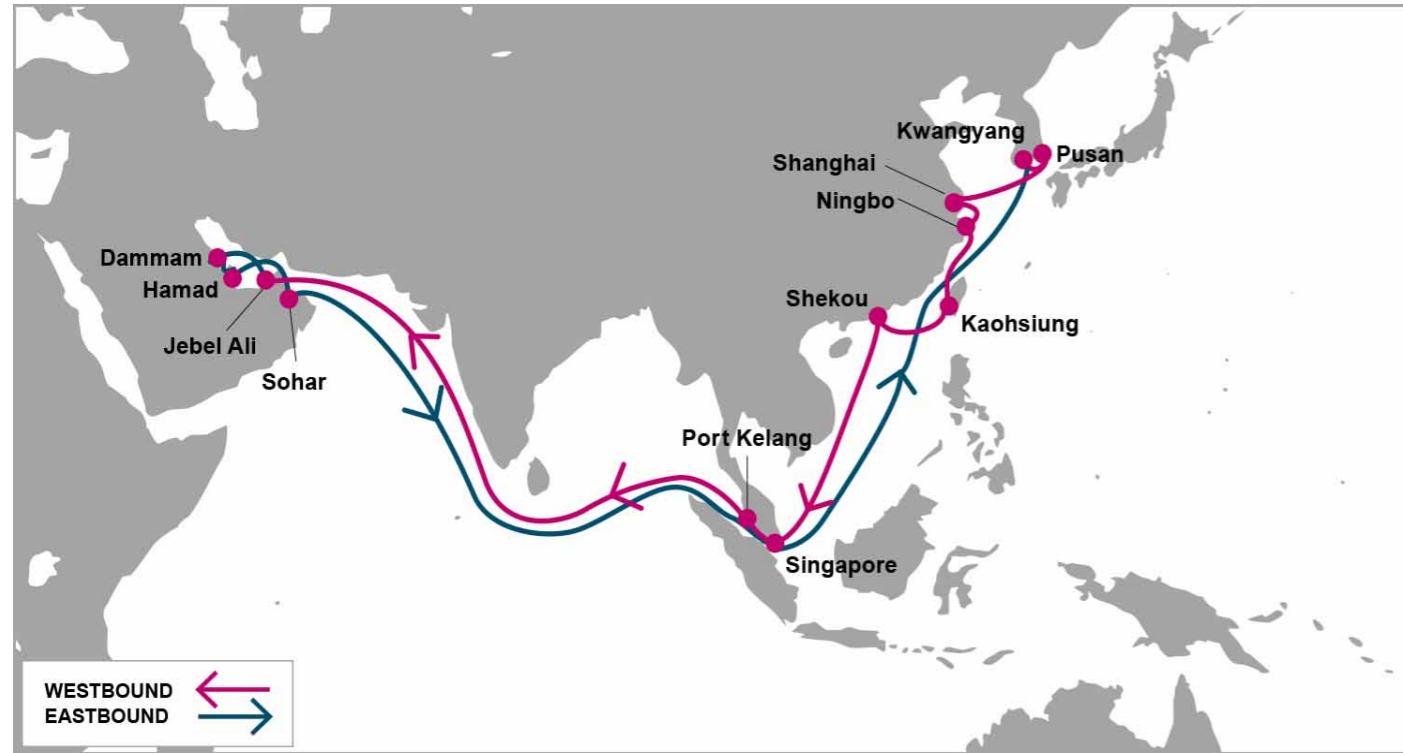 Kwangyang
Pusan
Shanghai
Ningbo
Dammam
Hamad
Jebel Ali
Sohar
Shekou
Kaohsiung
Port Kelang
Singapore
WESTBOUND
EASTBOUND